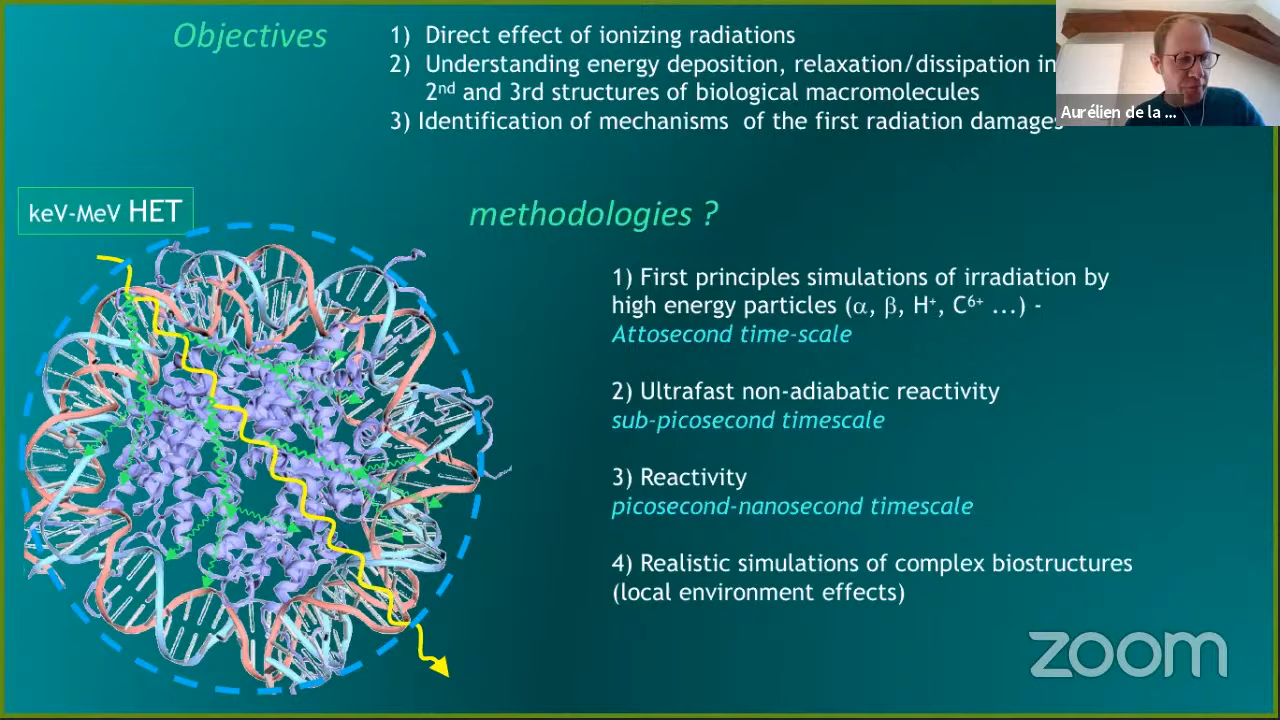 Objectives
1) Direct effect of ionizing radiations
2) Understanding energy deposition, relaxation/dissipation in
2nd and 3rd structures of biological macromolecules
3) Identification of mechanisms of the first radiation damages
Aurélien de la ...
keV-MeV HET
methodologies ?
1) First principles simulations of irradiation by
high energy particles (α, β, H⁺, C⁶⁺ ...) -
Attosecond time-scale
2) Ultrafast non-adiabatic reactivity
sub-picosecond timescale
3) Reactivity
picosecond-nanosecond timescale
4) Realistic simulations of complex biostructures
(local environment effects)
zoom